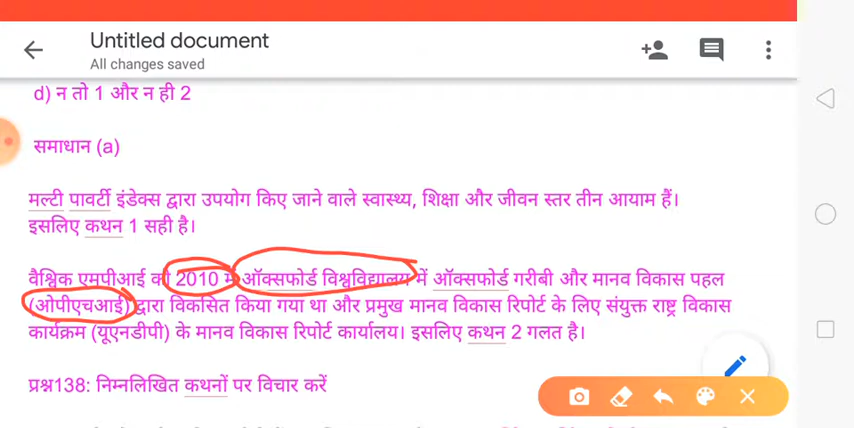 Untitled document
All changes saved
d) न तो 1 और न ही 2
समाधान (a)
मल्टी पावर्टी इंडेक्स द्वारा उपयोग किए जाने वाले स्वास्थ्य, शिक्षा और जीवन स्तर तीन आयाम हैं।
इसलिए कथन 1 सही है।
वैश्विक एमपीआई को 2010 में ऑक्सफोर्ड विश्वविद्यालय में ऑक्सफोर्ड गरीबी और मानव विकास पहल
(ओपीएचआई) द्वारा विकसित किया गया था और प्रमुख मानव विकास रिपोर्ट के लिए संयुक्त राष्ट्र विकास
कार्यक्रम (यूएनडीपी) के मानव विकास रिपोर्ट कार्यालय। इसलिए कथन 2 गलत है।
प्रश्न138: निम्नलिखित कथनों पर विचार करें